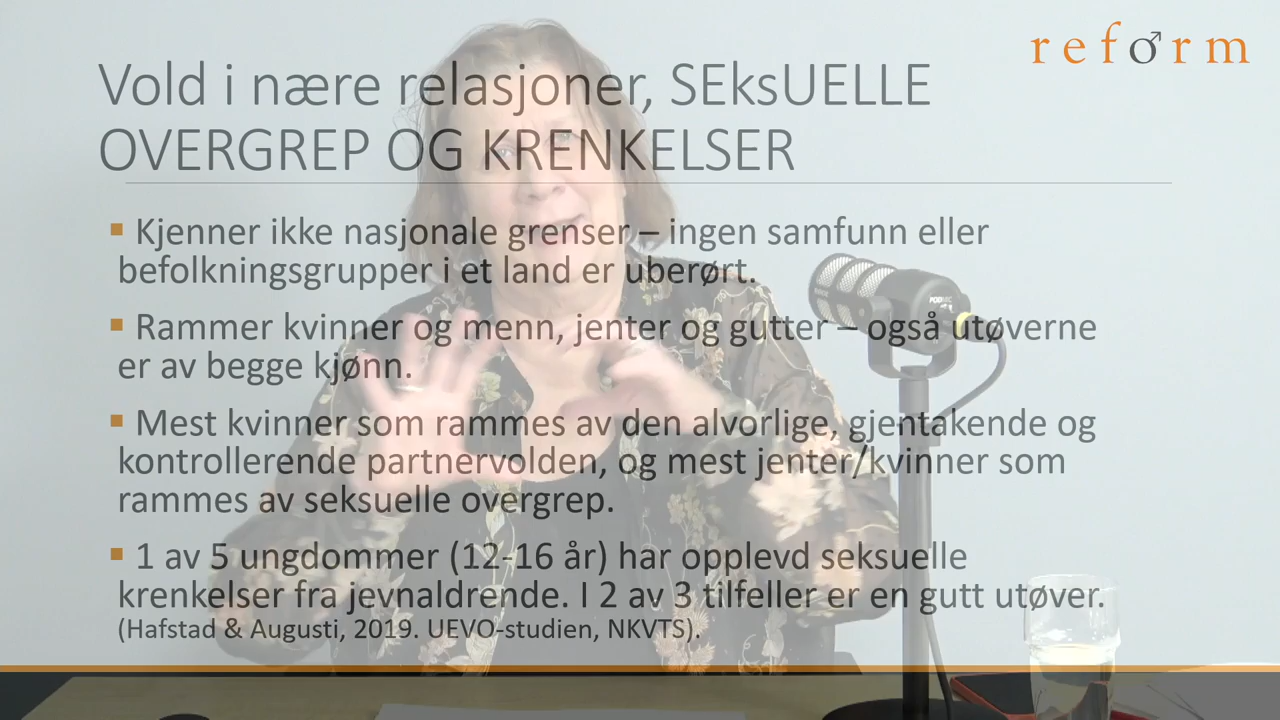 reform
Vold i nære relasjoner, SEksUELLE
OVERGREP OG KRENKELSER
▪ Kjenner ikke nasjonale grenser – ingen samfunn eller
befolkningsgrupper i et land er uberørt.
▪ Rammer kvinner og menn, jenter og gutter – også utøverne
er av begge kjønn.
▪ Mest kvinner som rammes av den alvorlige, gjentakende og
kontrollerende partnervolden, og mest jenter/kvinner som
rammes av seksuelle overgrep.
▪ 1 av 5 ungdommer (12-16 år) har opplevd seksuelle
krenkelser fra jevnaldrende. I 2 av 3 tilfeller er en gutt utøver.
(Hafstad & Augusti, 2019. UEVO-studien, NKVTS).